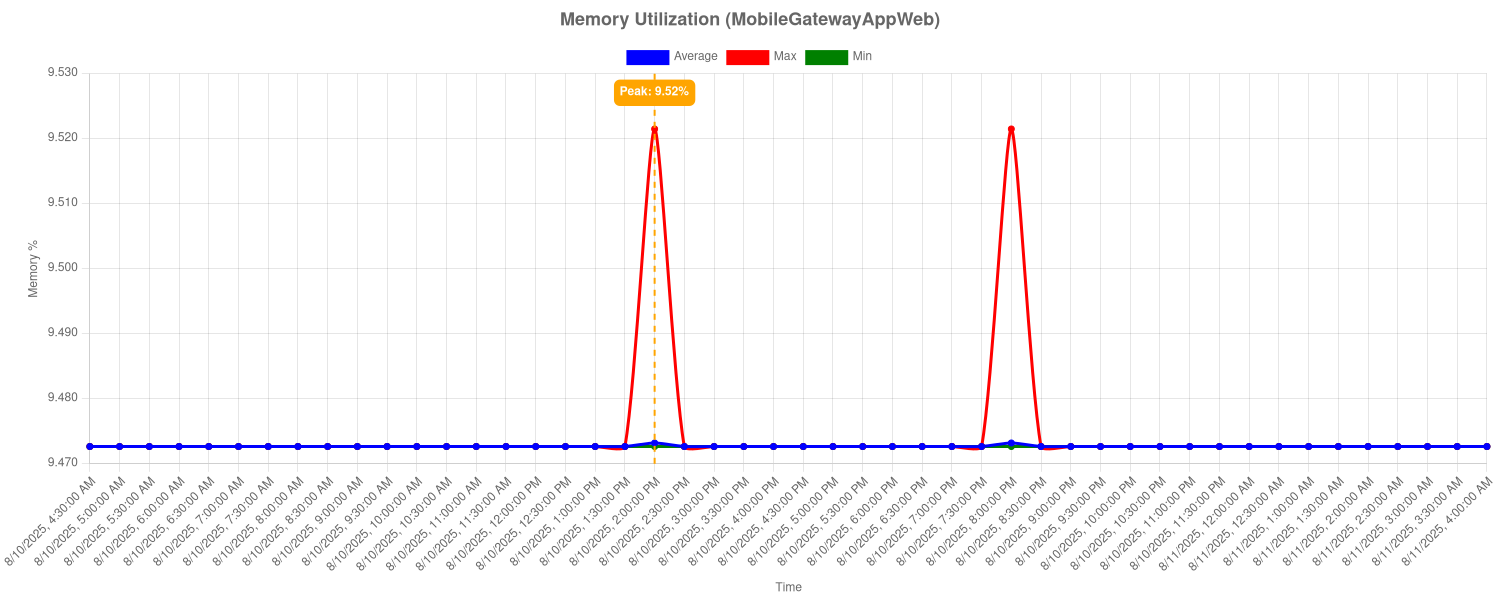 Memory Utilization (MobileGatewayAppWeb)
Average Max Min
9.530
Peak: 9.52%
9.520
9.510
9.500
Memory %
9.490
9.480
9.470
8/10/2025, 4:30:00 AM
8/10/2025, 5:00:00 AM
8/10/2025, 5:30:00 AM
8/10/2025, 6:00:00 AM
8/10/2025, 6:30:00 AM
8/10/2025, 7:00:00 AM
8/10/2025, 7:30:00 AM
8/10/2025, 8:00:00 AM
8/10/2025, 8:30:00 AM
8/10/2025, 9:00:00 AM
8/10/2025, 9:30:00 AM
8/10/2025, 10:00:00 AM
8/10/2025, 10:30:00 AM
8/10/2025, 11:00:00 AM
8/10/2025, 11:30:00 AM
8/10/2025, 12:00:00 PM
8/10/2025, 12:30:00 PM
8/10/2025, 1:00:00 PM
8/10/2025, 1:30:00 PM
8/10/2025, 2:00:00 PM
8/10/2025, 2:30:00 PM
8/10/2025, 3:00:00 PM
8/10/2025, 3:30:00 PM
8/10/2025, 4:00:00 PM
8/10/2025, 4:30:00 PM
8/10/2025, 5:00:00 PM
8/10/2025, 5:30:00 PM
8/10/2025, 6:00:00 PM
8/10/2025, 6:30:00 PM
8/10/2025, 7:00:00 PM
8/10/2025, 7:30:00 PM
8/10/2025, 8:00:00 PM
8/10/2025, 8:30:00 PM
8/10/2025, 9:00:00 PM
8/10/2025, 9:30:00 PM
8/10/2025, 10:00:00 PM
8/10/2025, 10:30:00 PM
8/10/2025, 11:00:00 PM
8/10/2025, 11:30:00 PM
8/11/2025, 12:00:00 AM
8/11/2025, 12:30:00 AM
8/11/2025, 1:00:00 AM
8/11/2025, 1:30:00 AM
8/11/2025, 2:00:00 AM
8/11/2025, 2:30:00 AM
8/11/2025, 3:00:00 AM
8/11/2025, 3:30:00 AM
8/11/2025, 4:00:00 AM
Time